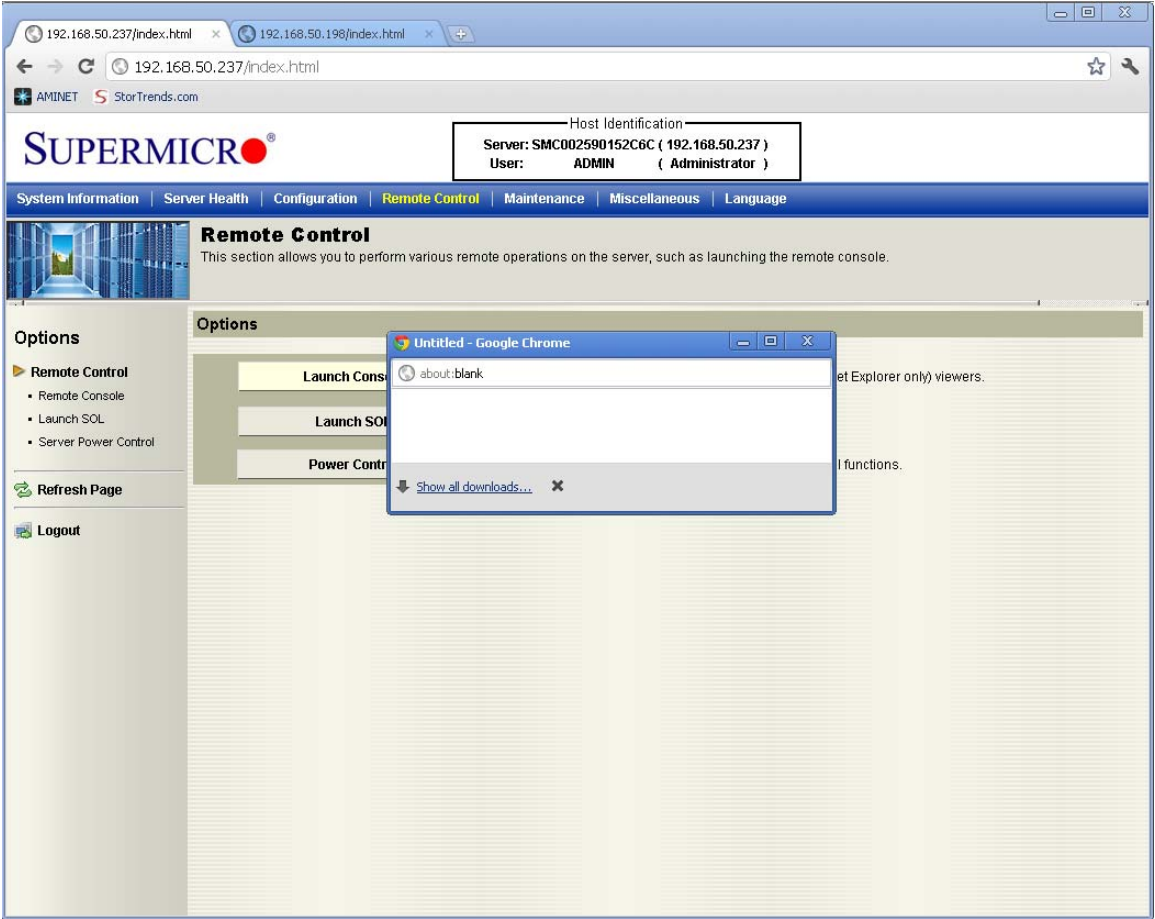 192.168.50.237/index.htm
192.168.50.198/index.html
192.168.50.237/index.html
AMINET StorTrends.com
SUPERMICRO®
Host Identification
Server: SMC002590152C6C ( 192.168.50.237 )
User: ADMIN ( Administrator )
System Information | Server Health | Configuration | Remote Control | Maintenance | Miscellaneous | Language
Remote Control
This section allows you to perform various remote operations on the server, such as launching the remote console.
Options
Remote Control
Remote Console
Launch SOL
Server Power Control
Refresh Page
Logout
Options
Launch Cons
et Explorer only) viewers.
Launch SOL
Power Contr
l functions.
Untitled - Google Chrome
about:blank
Show all downloads...